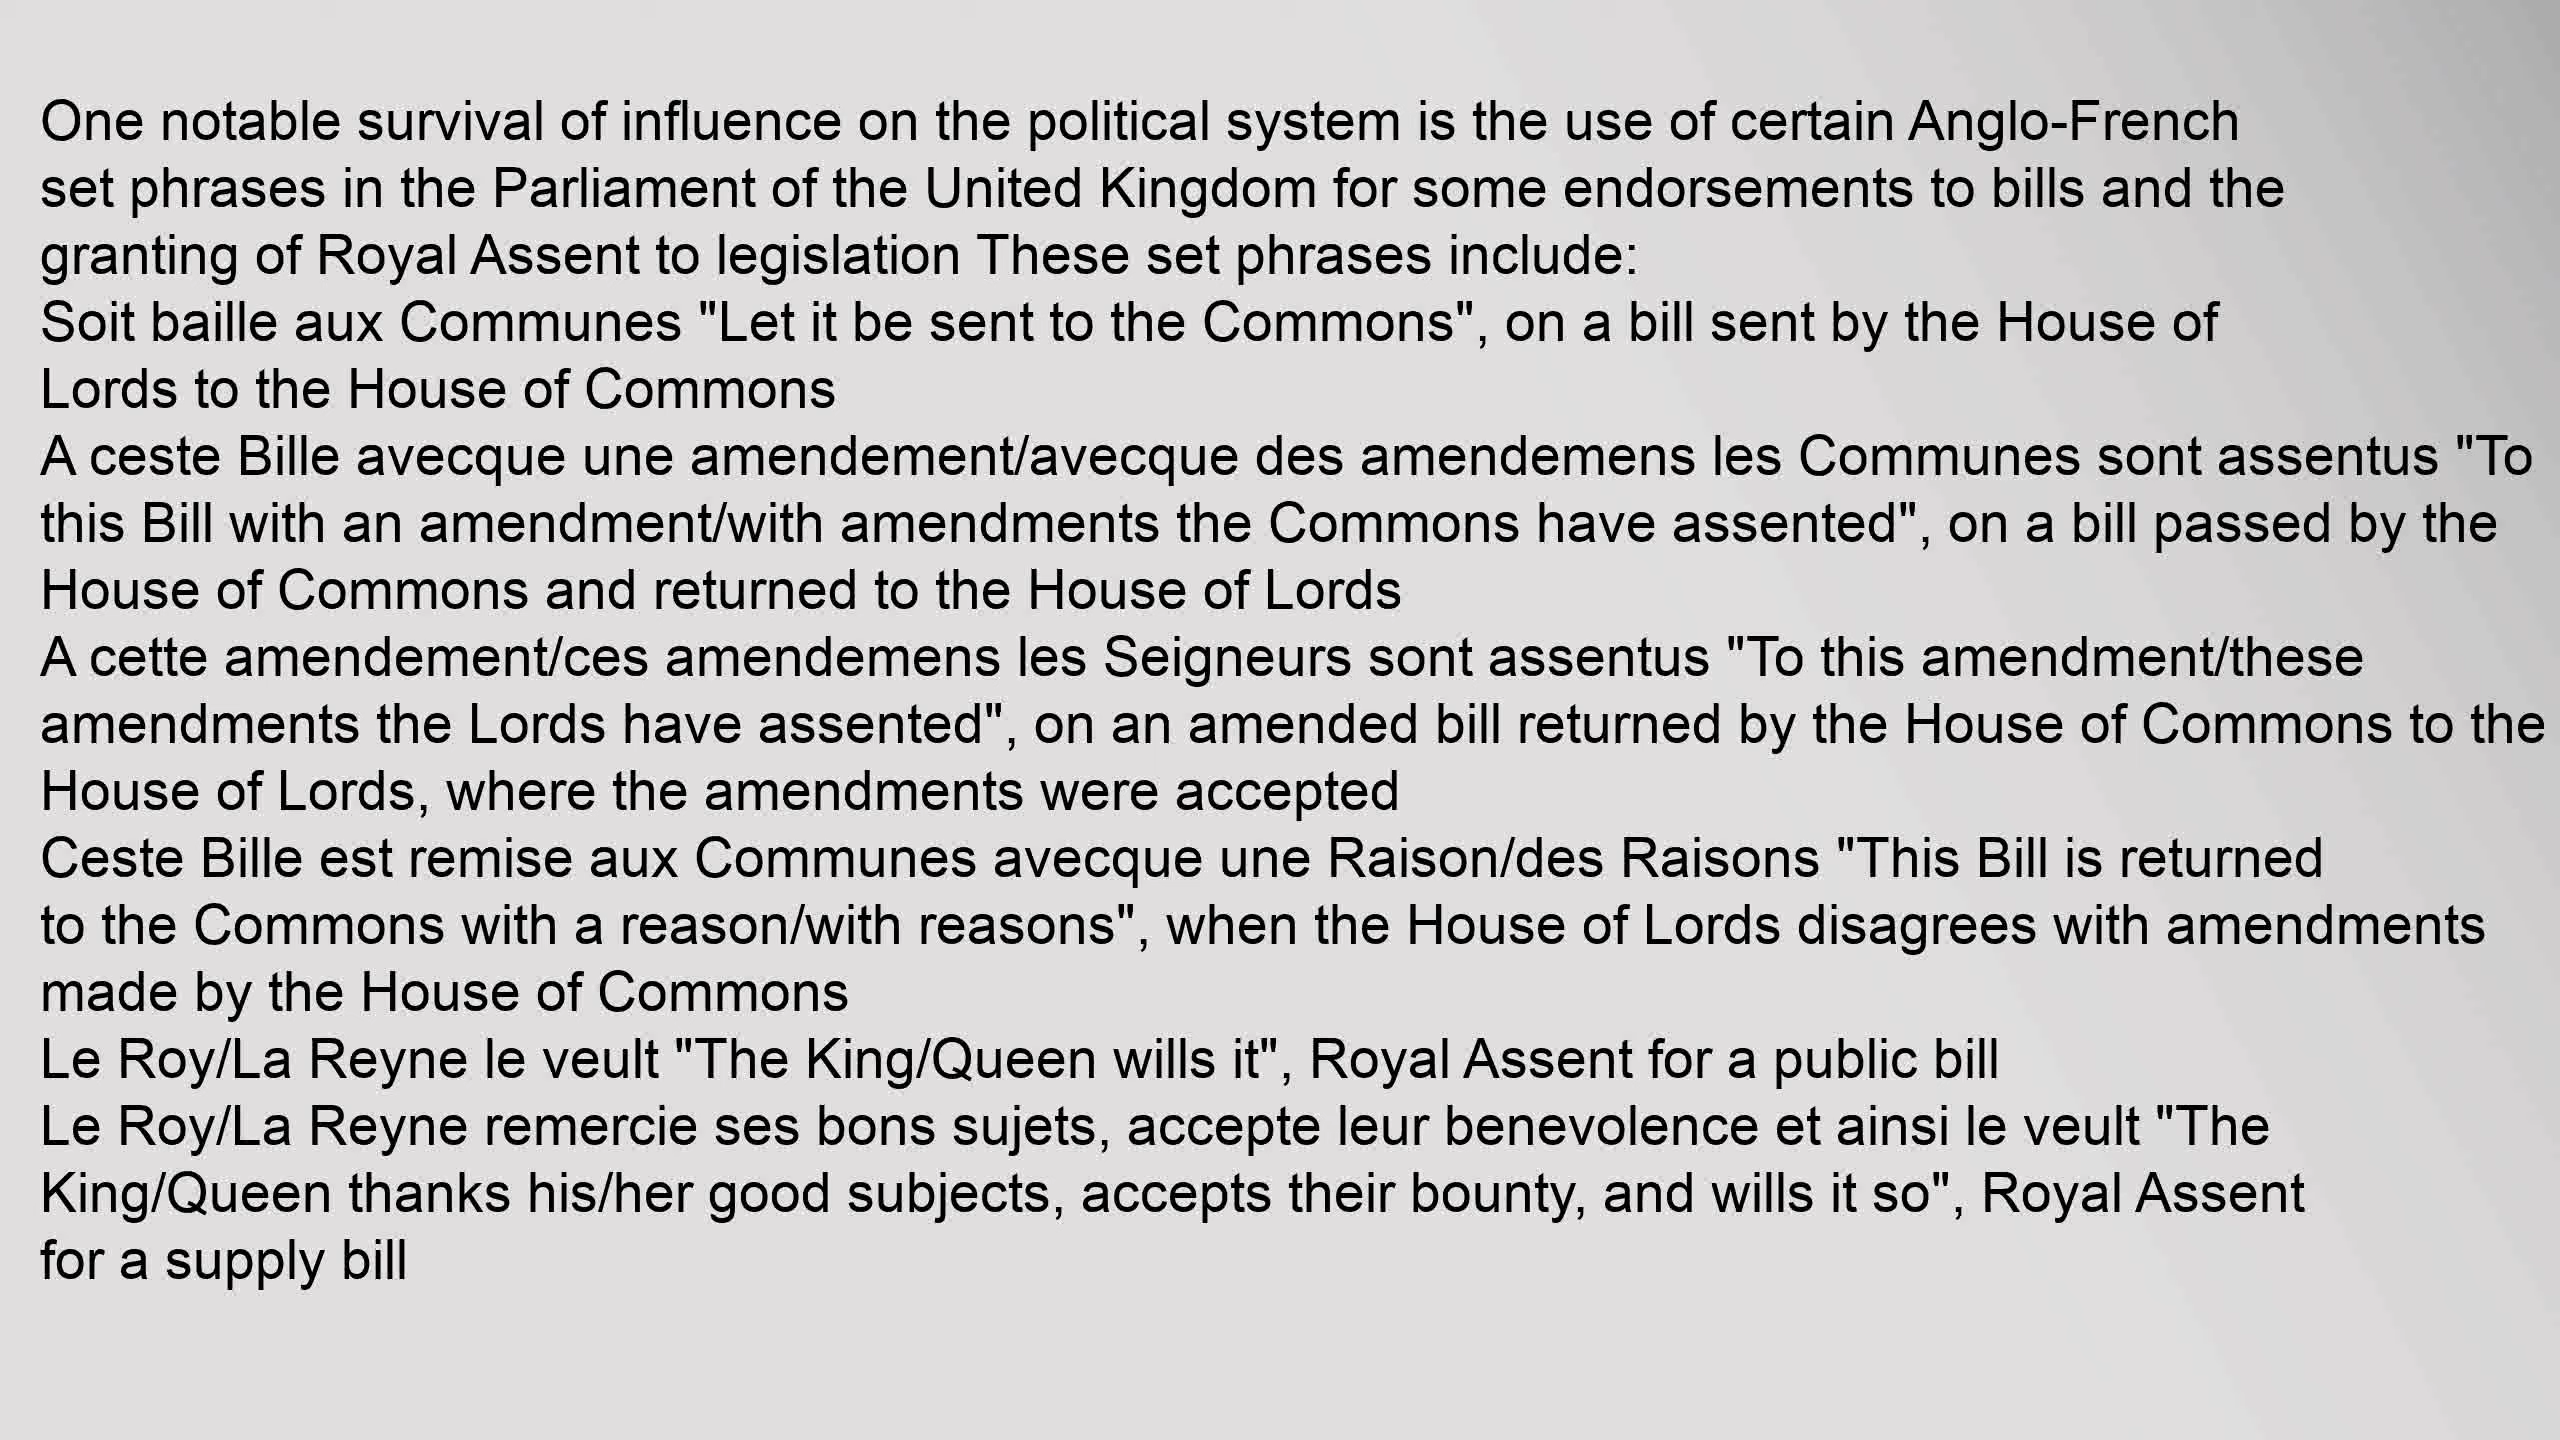 One notable survival of influence on the political system is the use of certain Anglo-French
set phrases in the Parliament of the United Kingdom for some endorsements to bills and the
granting of Royal Assent to legislation These set phrases include:
Soit baille aux Communes "Let it be sent to the Commons", on a bill sent by the House of
Lords to the House of Commons
A ceste Bille avecque une amendement/avecque des amendemens les Communes sont assentus "To
this Bill with an amendment/with amendments the Commons have assented", on a bill passed by the
House of Commons and returned to the House of Lords
A cette amendement/ces amendemens les Seigneurs sont assentus "To this amendment/these
amendments the Lords have assented", on an amended bill returned by the House of Commons to the
House of Lords, where the amendments were accepted
Ceste Bille est remise aux Communes avecque une Raison/des Raisons "This Bill is returned
to the Commons with a reason/with reasons", when the House of Lords disagrees with amendments
made by the House of Commons
Le Roy/La Reyne le veult "The King/Queen wills it", Royal Assent for a public bill
Le Roy/La Reyne remercie ses bons sujets, accepte leur benevolence et ainsi le veult "The
King/Queen thanks his/her good subjects, accepts their bounty, and wills it so", Royal Assent
for a supply bill